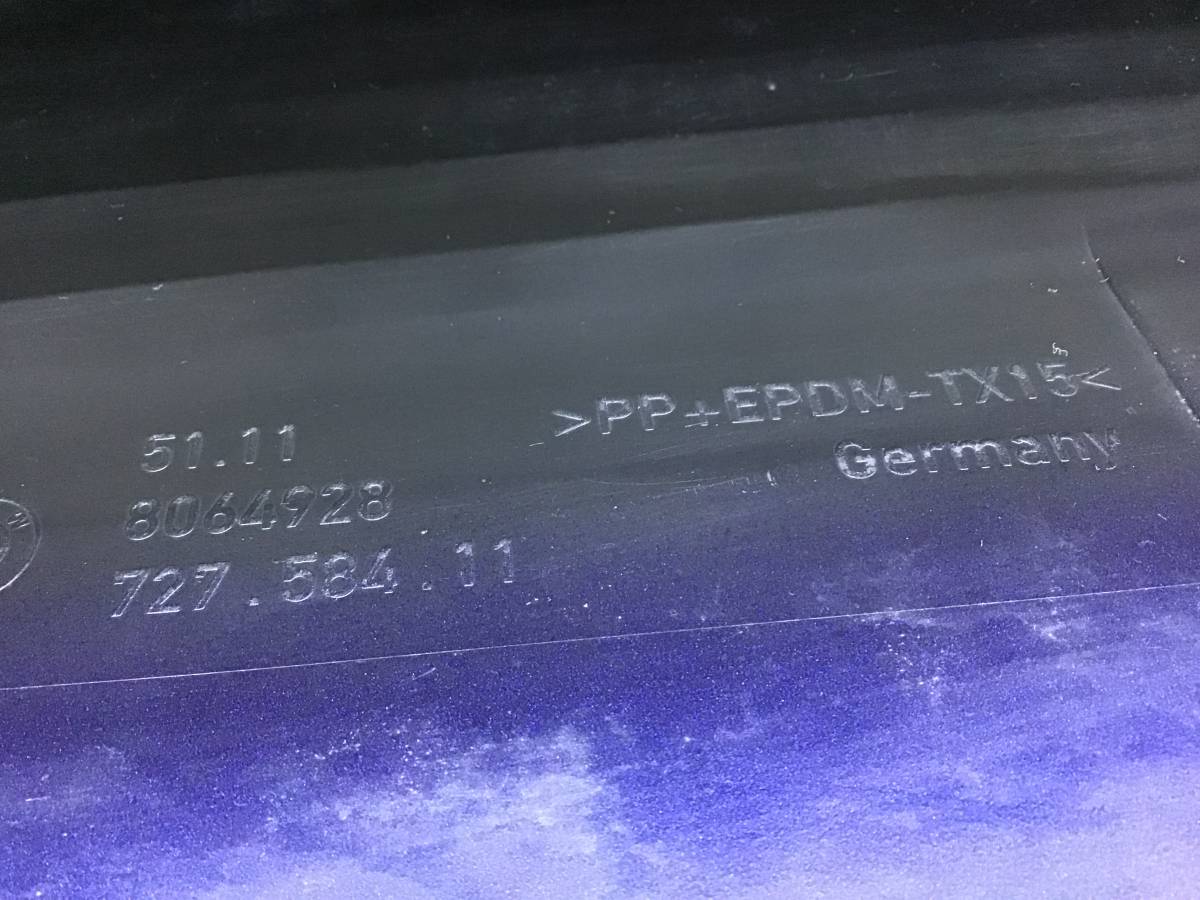 51.11
8064928
727.584.11
>PP+EPDM-TX15<
Germany